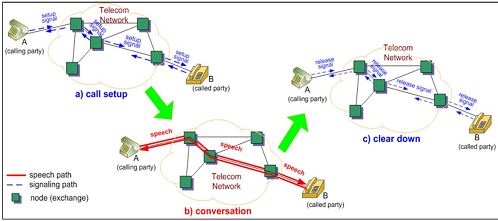 Telecom
Network
setup
signal
A
(calling party)
setup
signal
setup
signal
setup
signal
B
(called party)
a) call setup
Telecom
Network
release
signal
A
(calling party)
release
signal
release signal
release
signal
B
(called party)
c) clear down
speech
A
(calling party)
speech
speech
Telecom
Network
B
(called party)
b) conversation
speech path
signaling path
node (exchange)